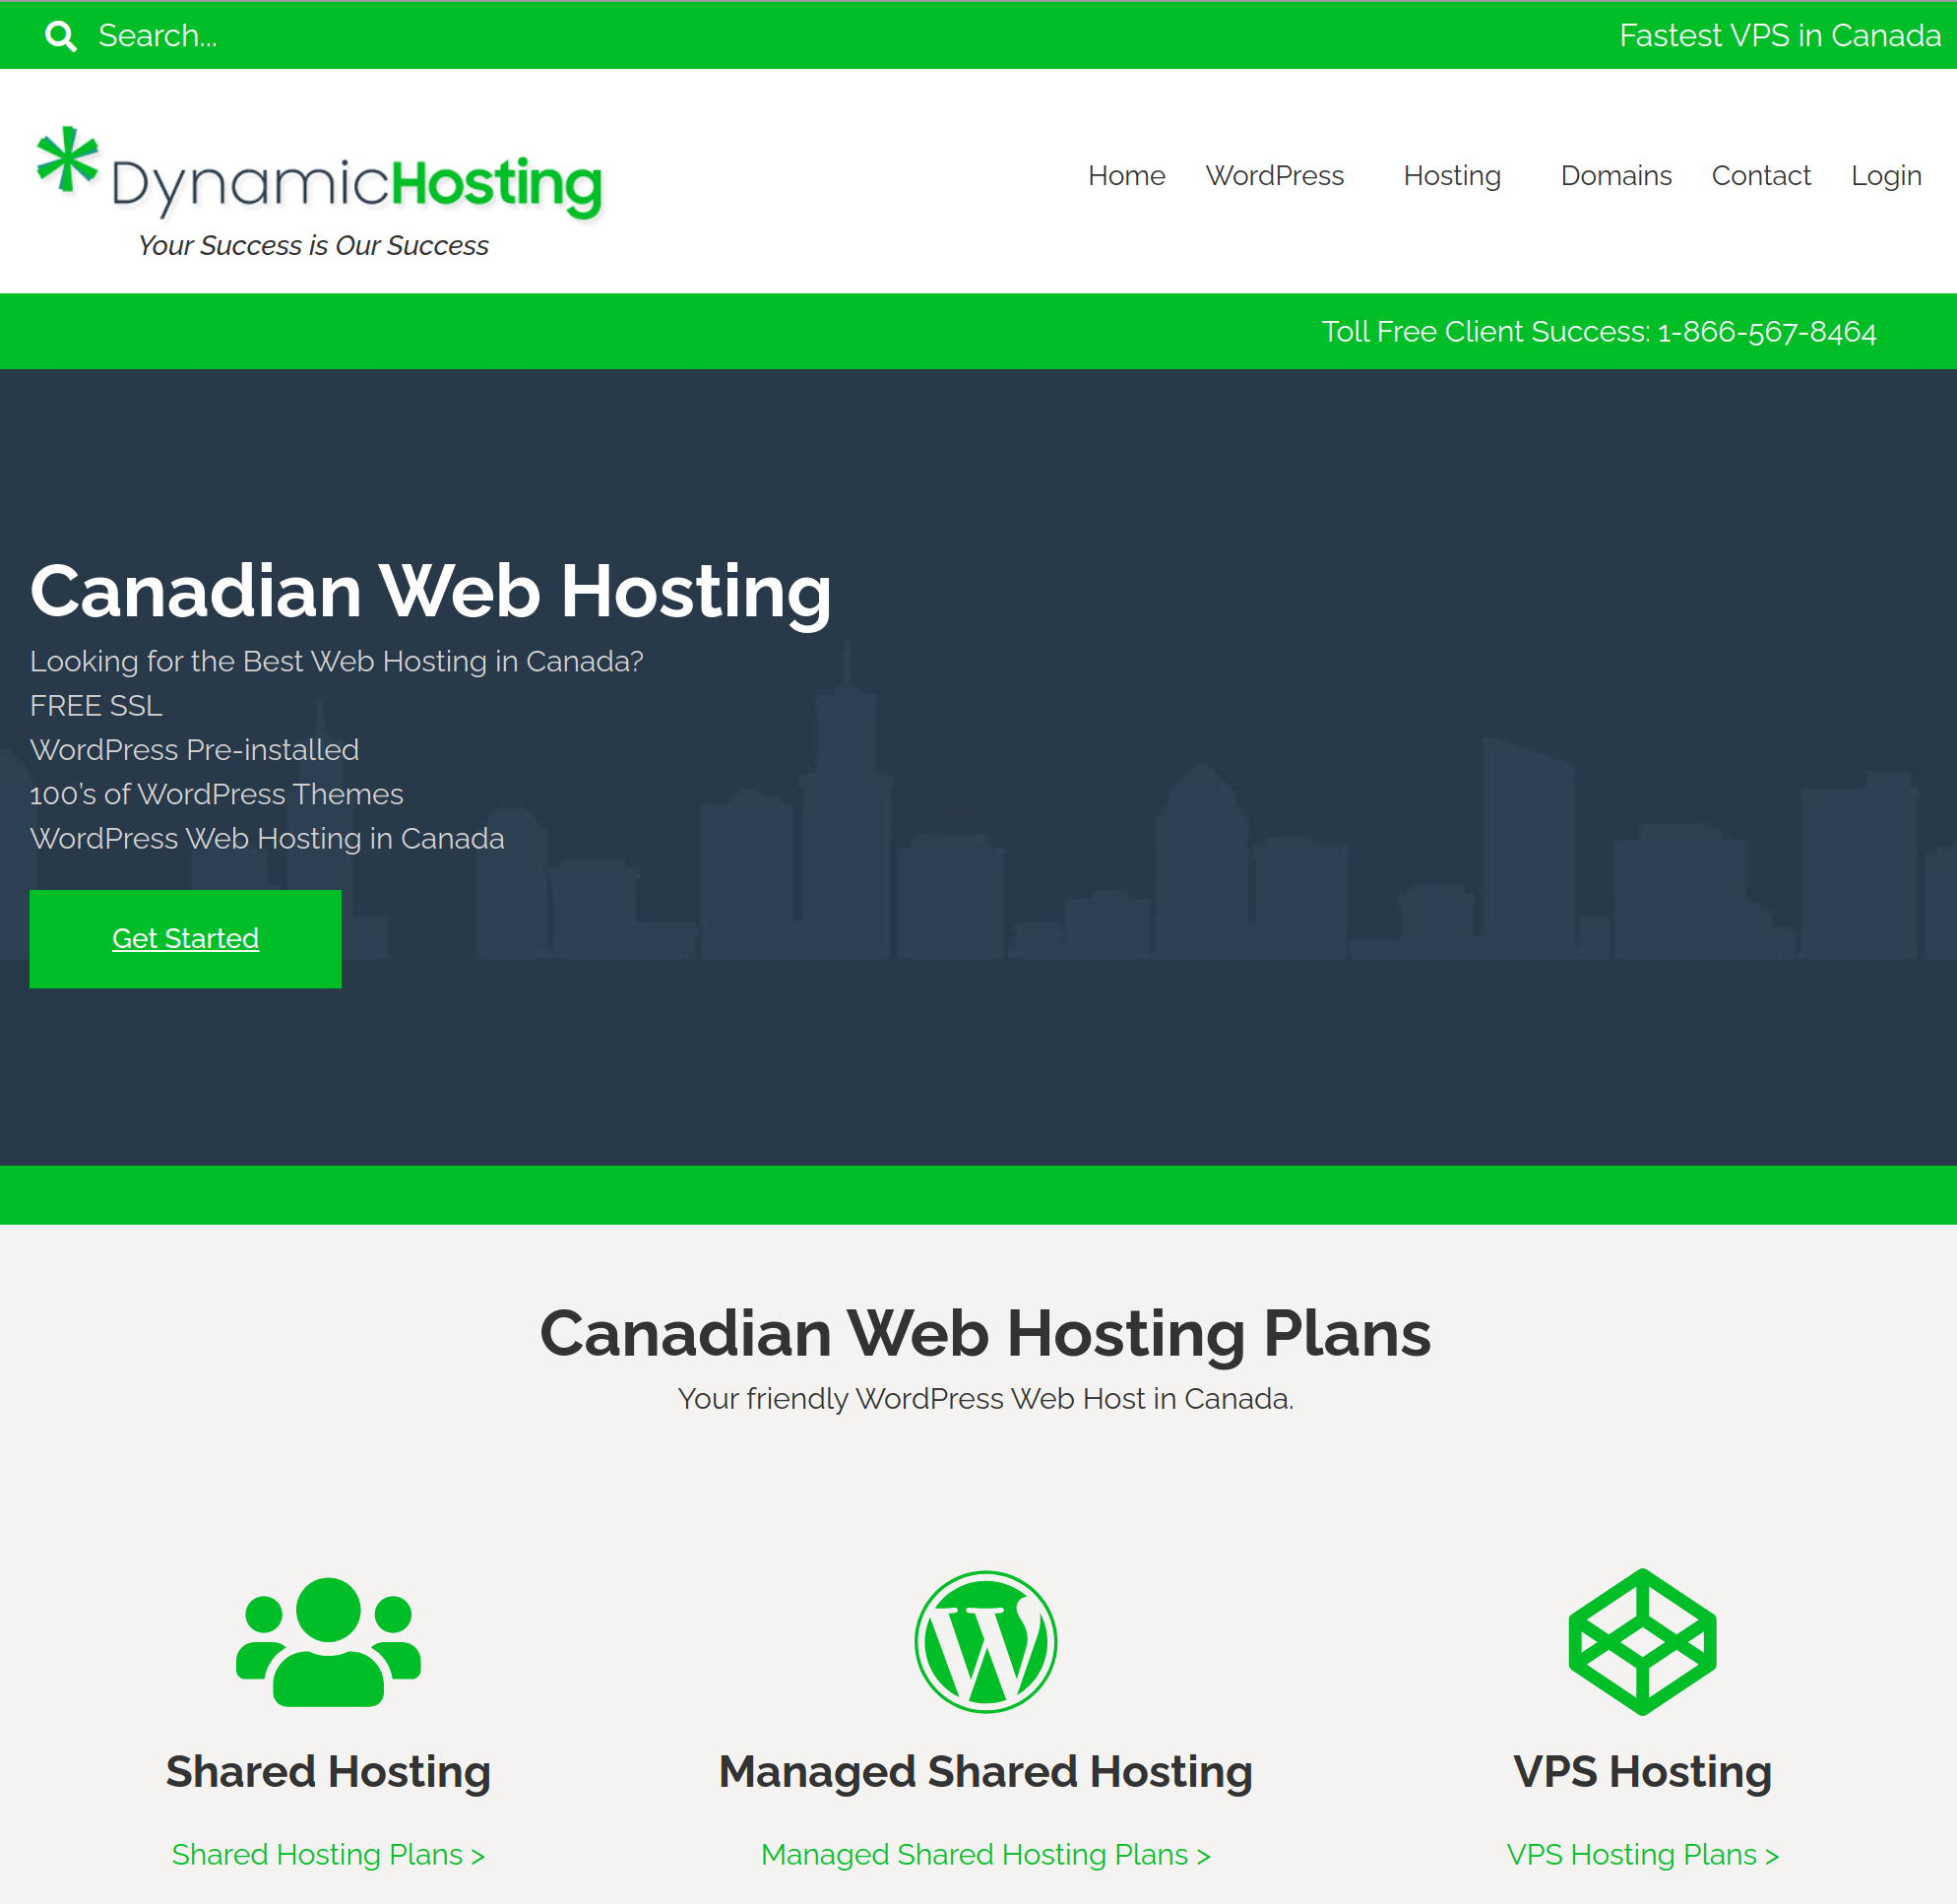 Search...
Fastest VPS in Canada
DynamicHosting
Your Success is Our Success
Home WordPress Hosting Domains Contact Login
Toll Free Client Success: 1-866-567-8464
Canadian Web Hosting
Looking for the Best Web Hosting in Canada?
FREE SSL
WordPress Pre-installed
100's of WordPress Themes
WordPress Web Hosting in Canada
Get Started
Canadian Web Hosting Plans
Your friendly WordPress Web Host in Canada.
Shared Hosting
Shared Hosting Plans >
Managed Shared Hosting
Managed Shared Hosting Plans >
VPS Hosting
VPS Hosting Plans >